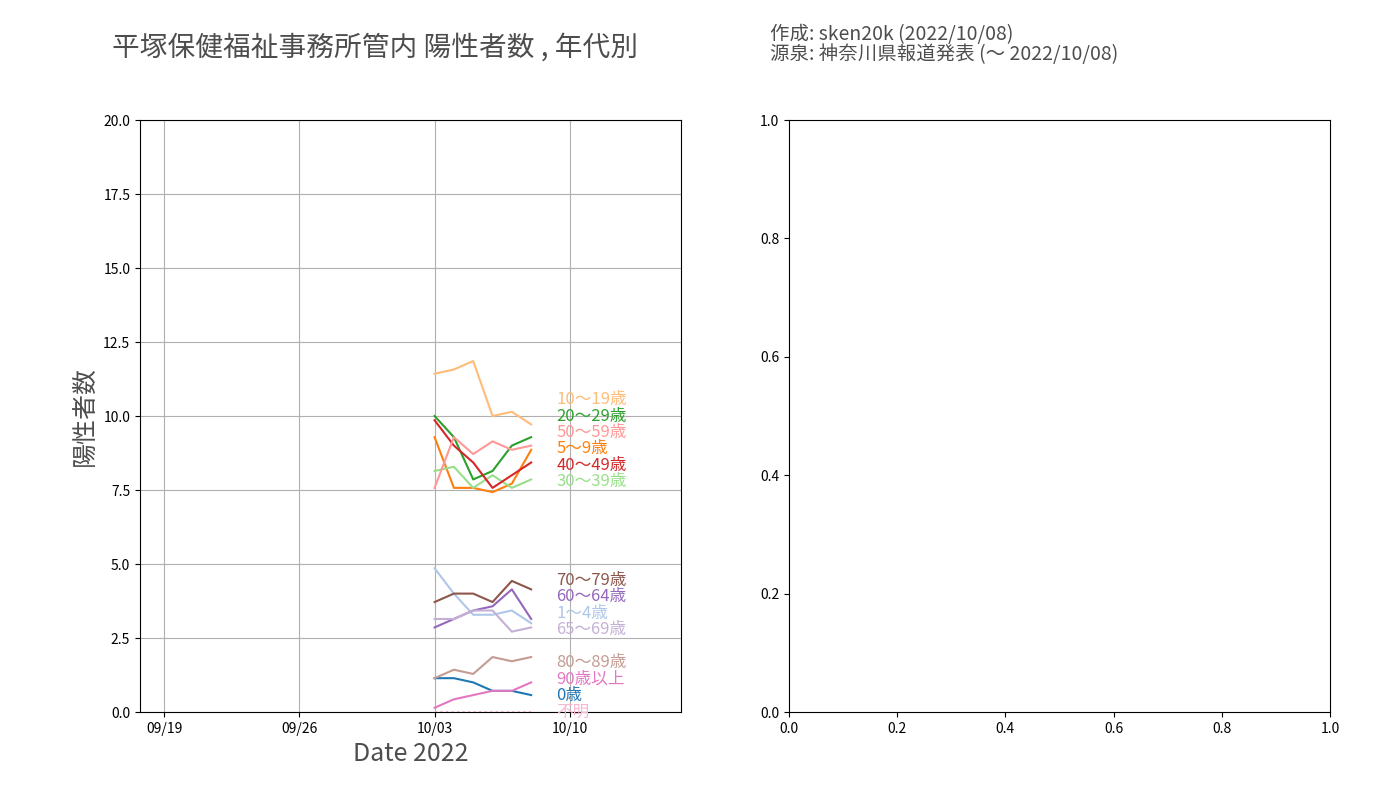 平塚保健福祉事務所管内 陽性者数 , 年代別
作成: sken20k (2022/10/08)
源泉: 神奈川県報道発表 (～ 2022/10/08)
20.0
17.5
15.0
12.5
10.0
7.5
5.0
2.5
0.0
陽性者数
10～19歳
20～29歳
50～59歳
5～9歳
40～49歳
30～39歳
70～79歳
60～64歳
1～4歳
65～69歳
80～89歳
90歳以上
0歳
不明
09/19 09/26 10/03 10/10
Date 2022
1.0
0.8
0.6
0.4
0.2
0.0
0.0 0.2 0.4 0.6 0.8 1.0